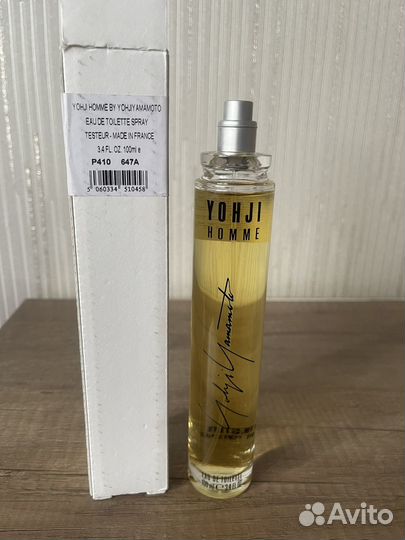 YOHJI HOMME BY YOHJIYAMAMOTO
EAU DE TOILETTE SPRAY
TESTEUR - MADE IN FRANCE
3.4 FL. OZ. 100ml e
P410 647A
5 060334 510458
YOHJI
HOMME
Yohji Yamamoto
EAU DE TOILETTE
Avito